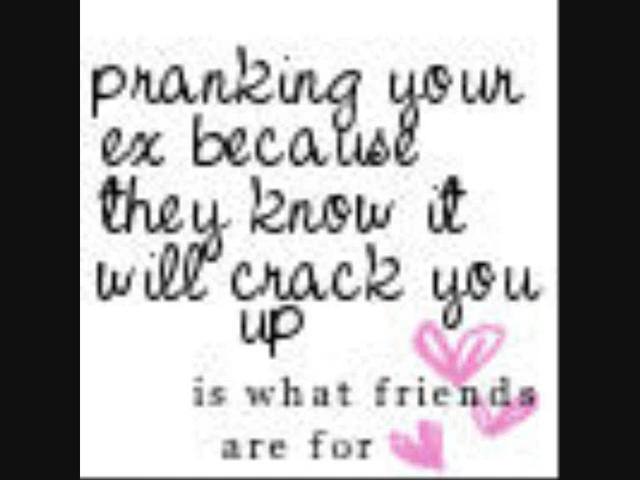 pranking your
ex because
they know it
will crack you
up
is what friends
are for